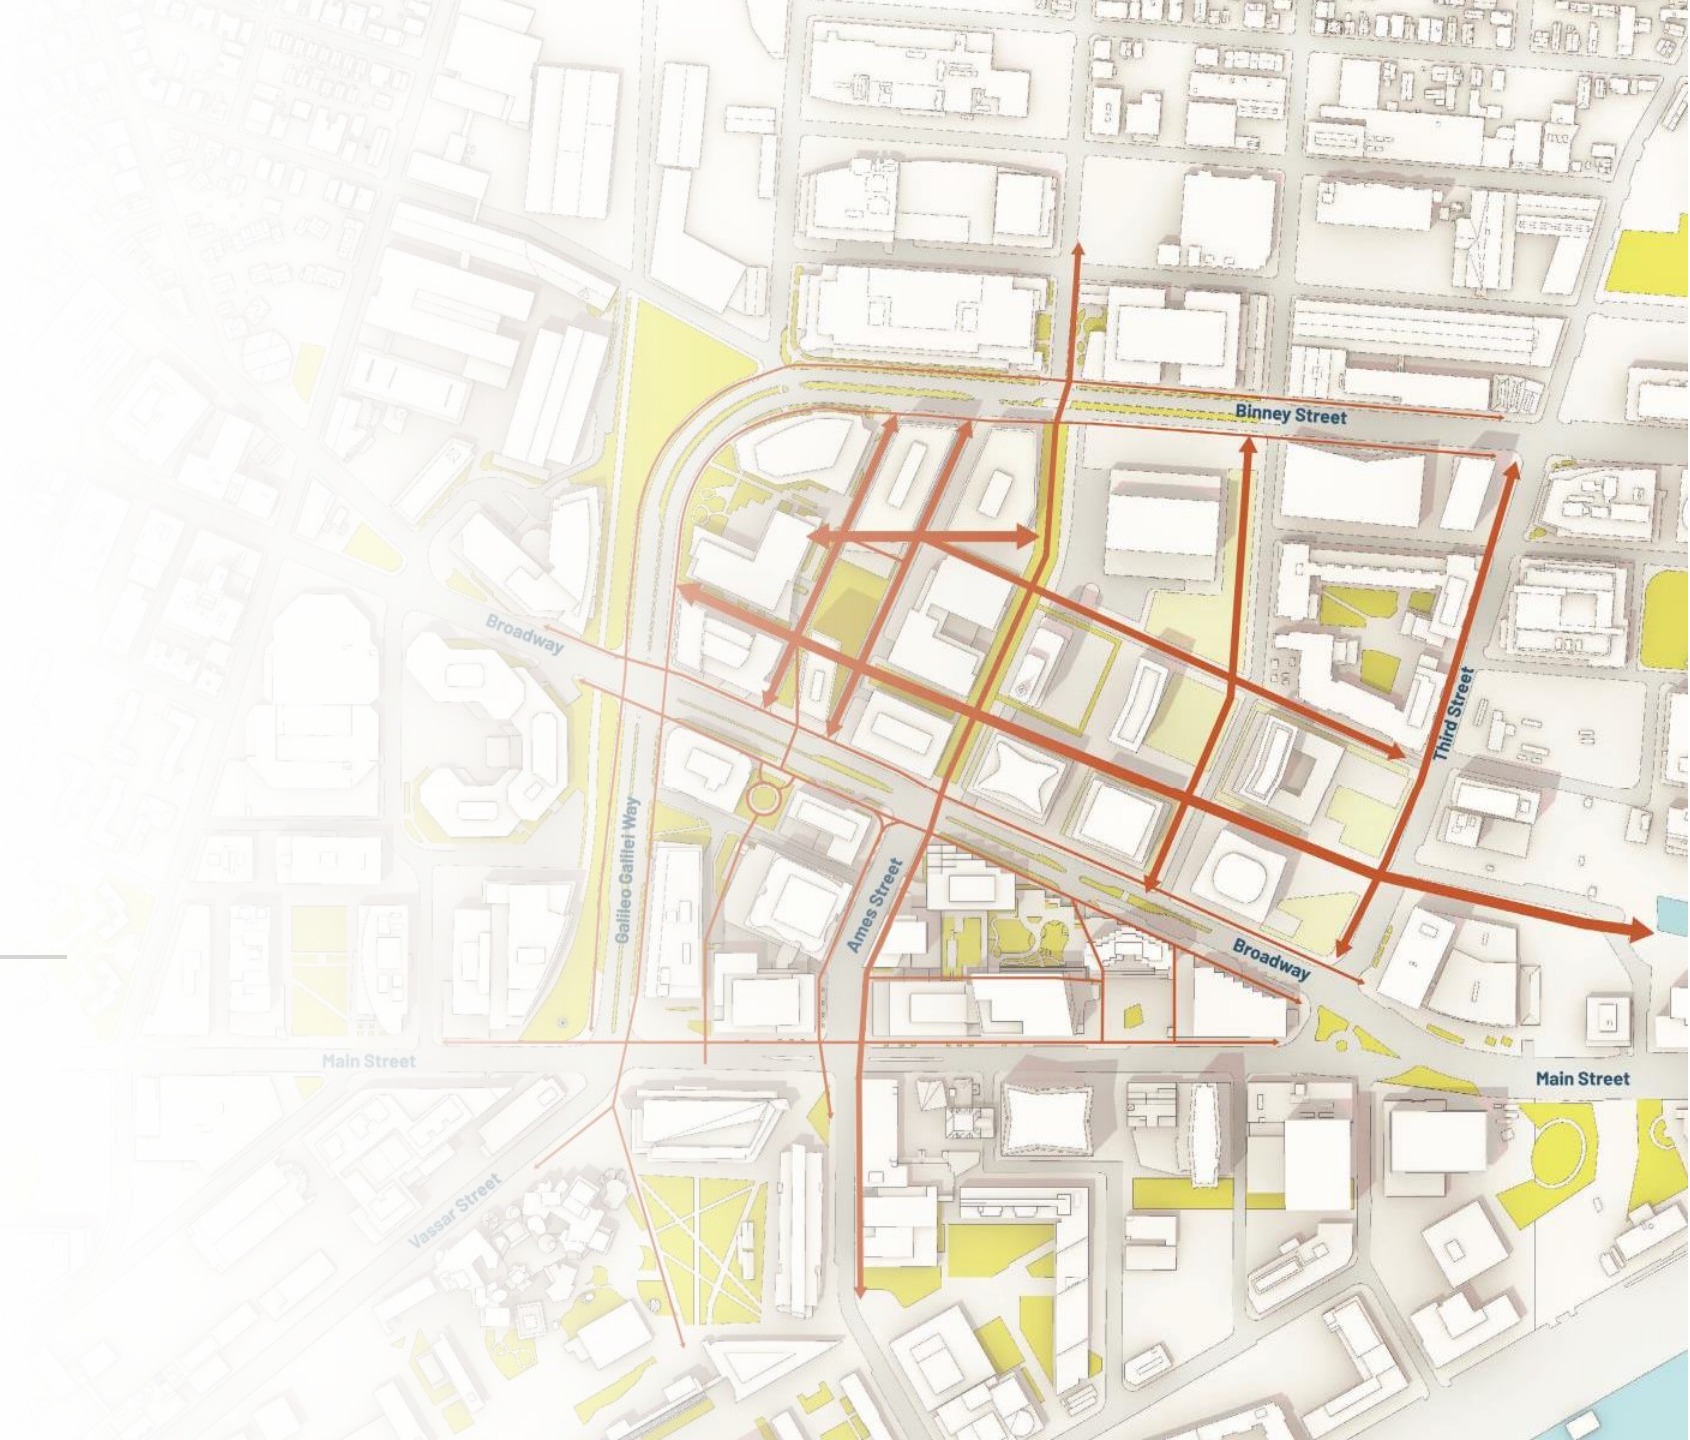 Binney Street
Broadway
Third Street
Galileo Galilei Way
Ames Street
Broadway
Main Street
Main Street
Vassar Street